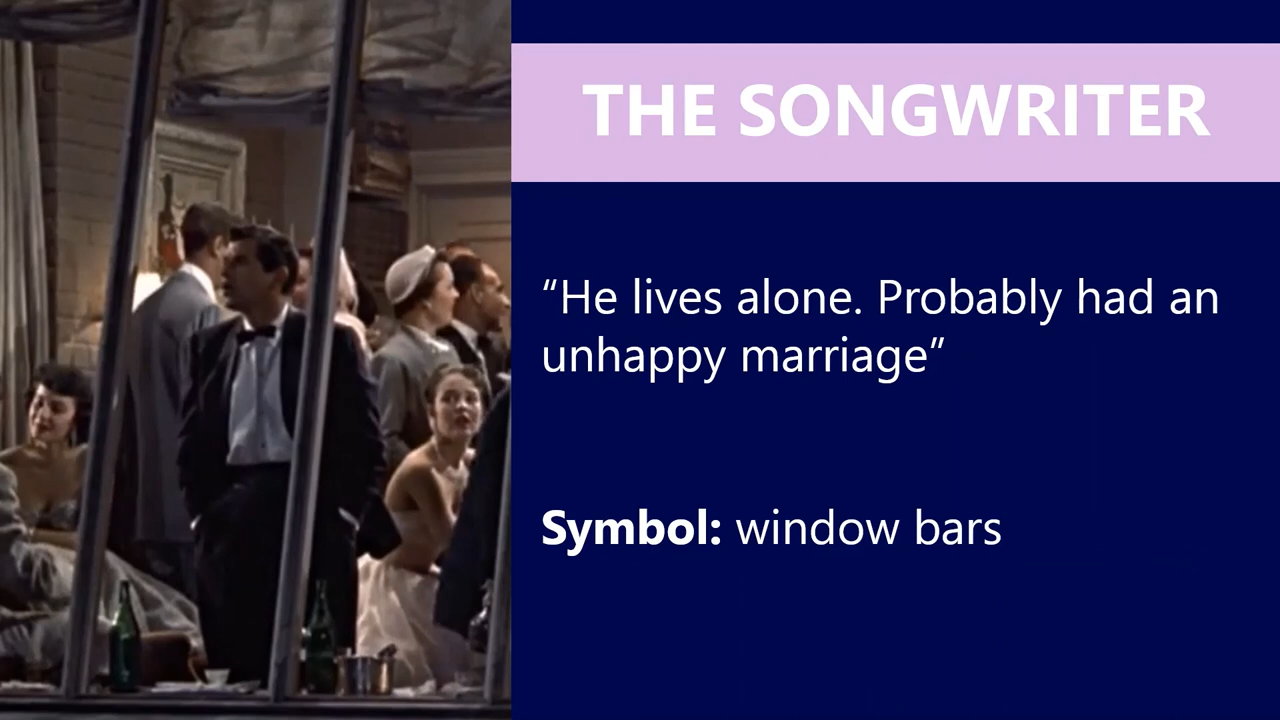 THE SONGWRITER
“He lives alone. Probably had an
unhappy marriage”
Symbol: window bars